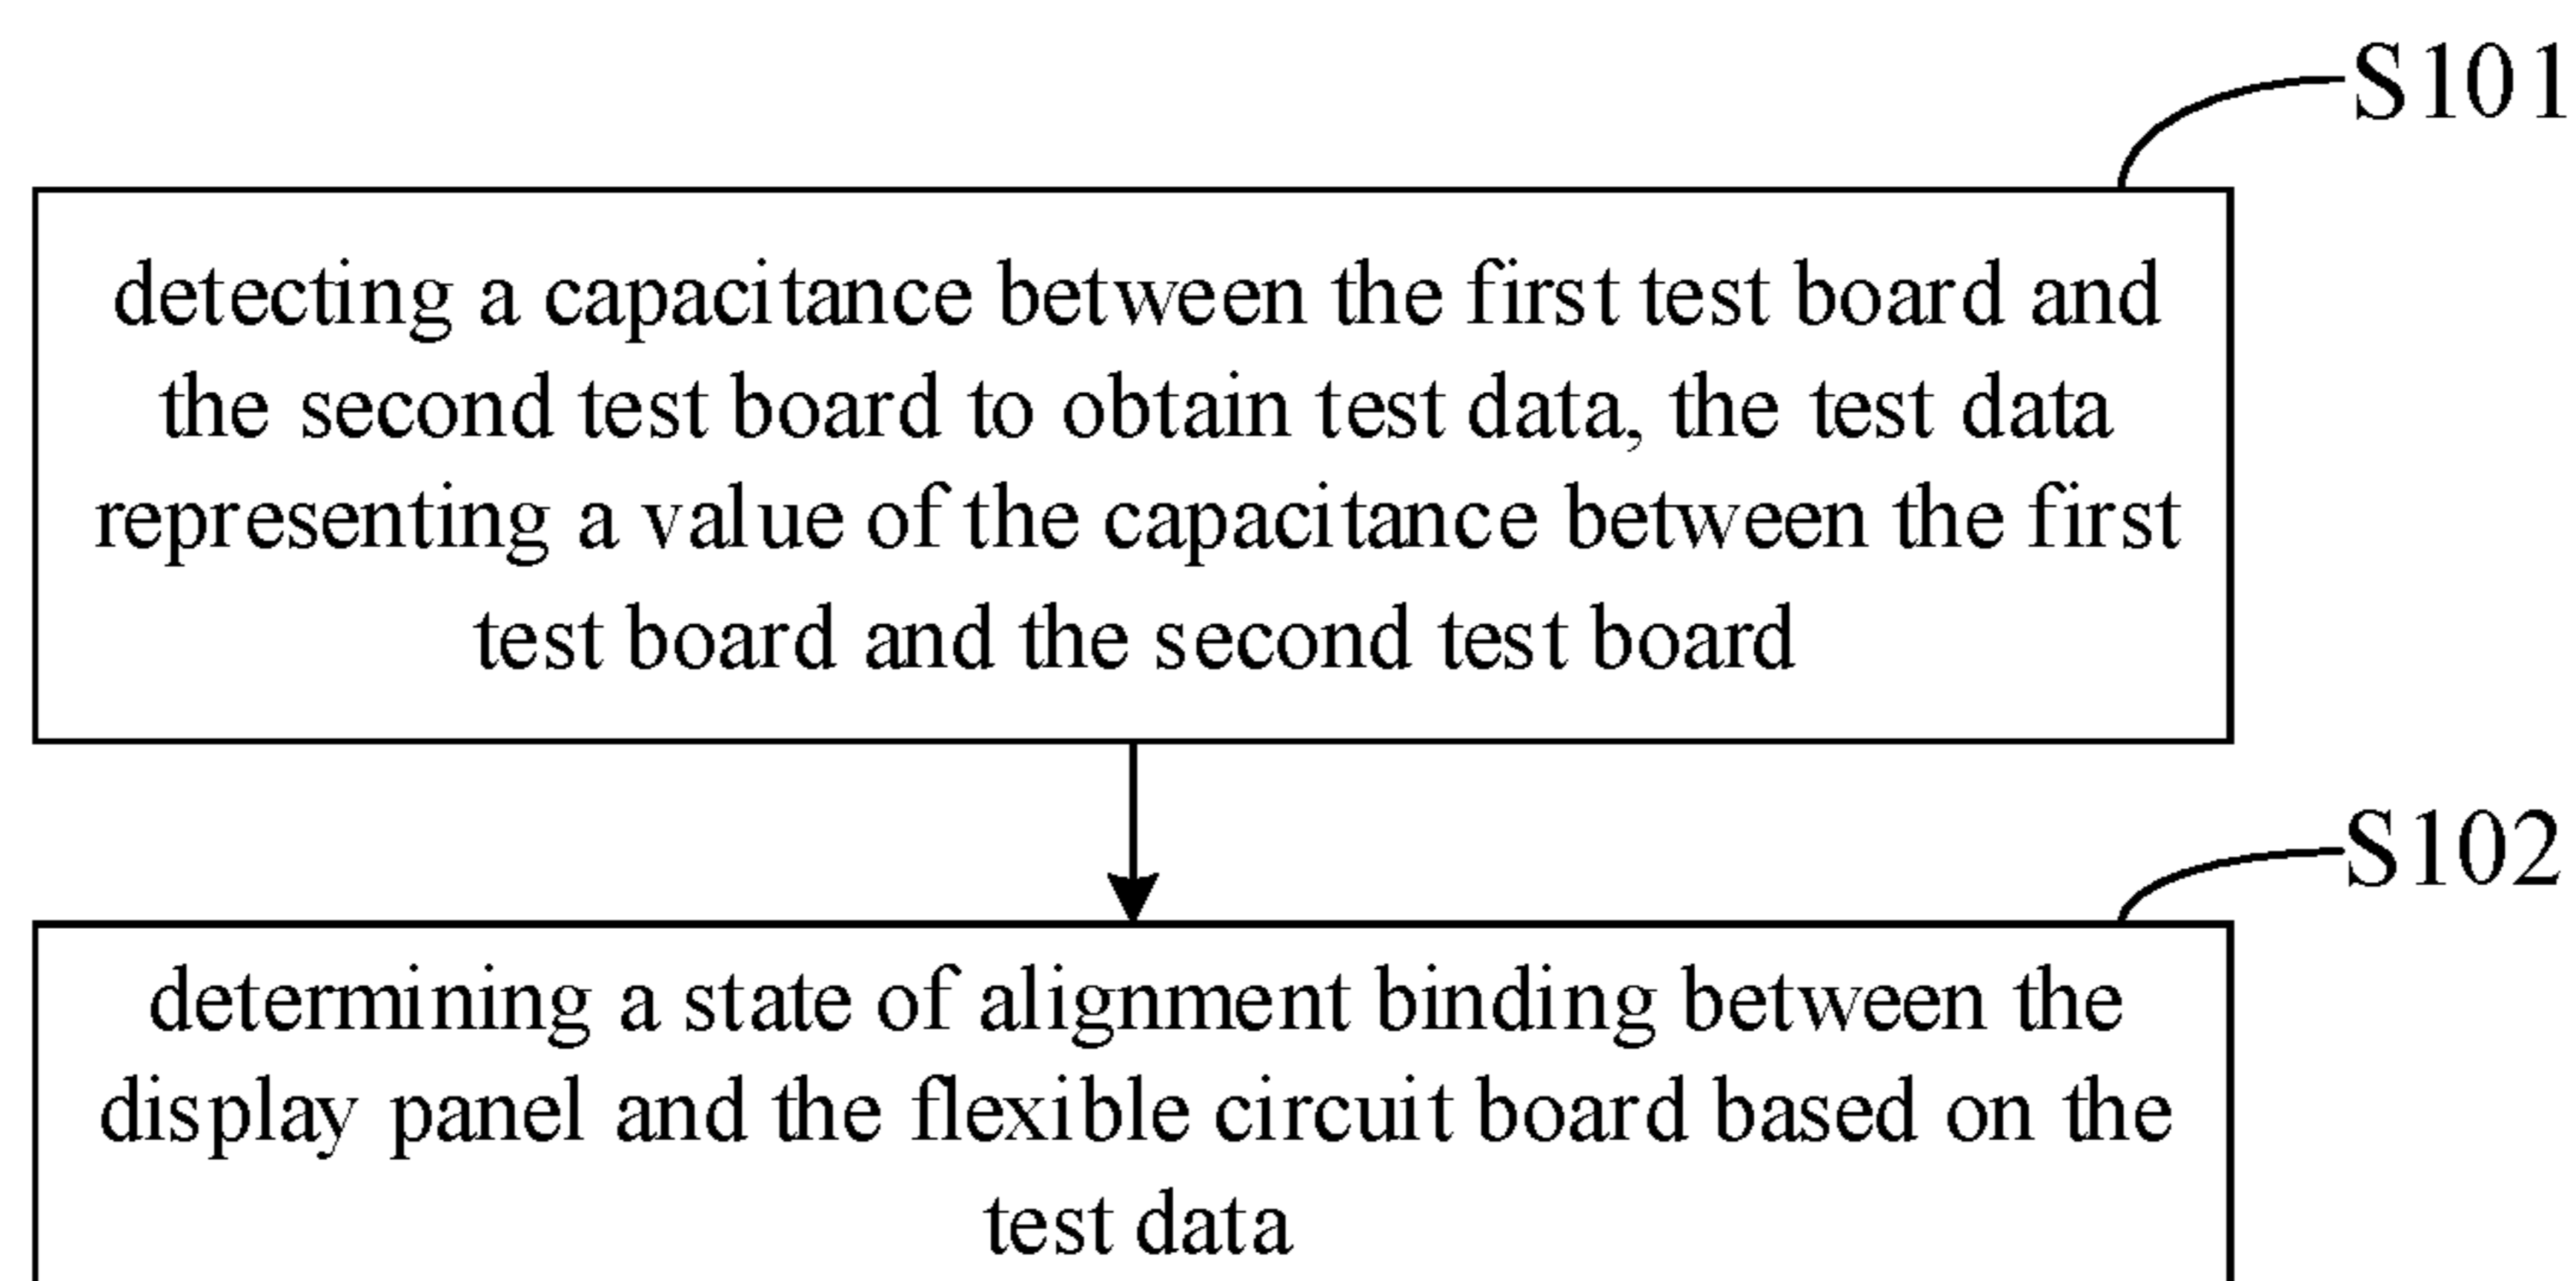 S101
detecting a capacitance between the first test board and
the second test board to obtain test data, the test data
representing a value of the capacitance between the first
test board and the second test board
S102
determining a state of alignment binding between the
display panel and the flexible circuit board based on the
test data